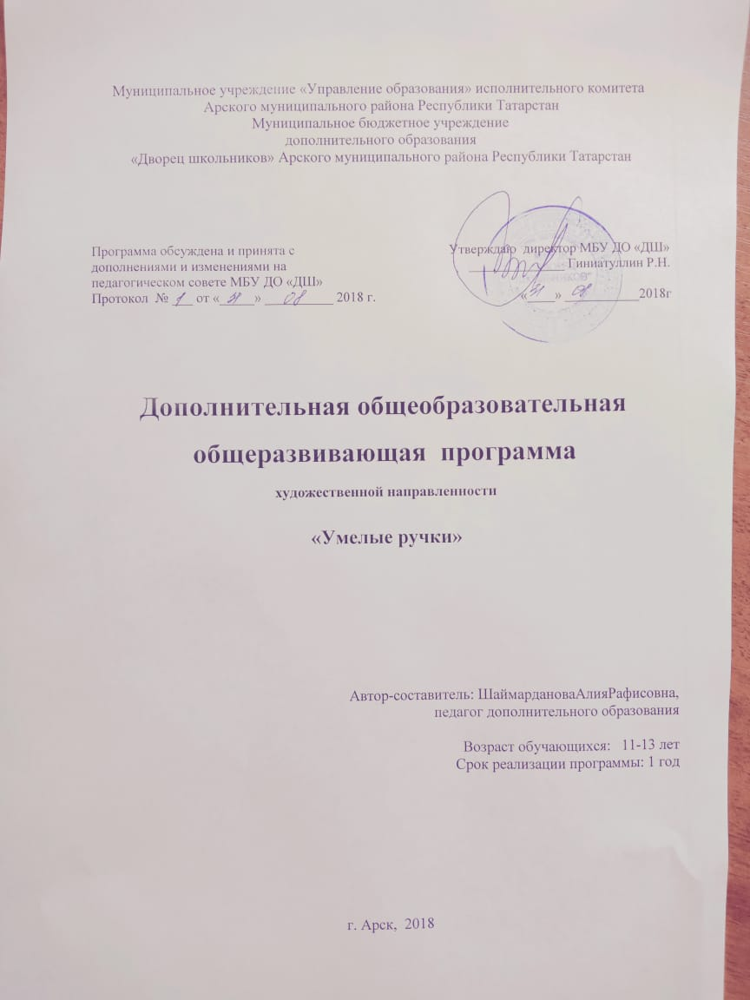 Муниципальное учреждение «Управление образования» исполнительного комитета
Арского муниципального района Республики Татарстан
Муниципальное бюджетное учреждение
дополнительного образования
«Дворец школьников» Арского муниципального района Республики Татарстан
Программа обсуждена и принята с
дополнениями и изменениями на
педагогическом совете МБУ ДО «ДШ»
Протокол № 1 от «31» 08 2018 г.
Утверждаю директор МБУ ДО «ДШ»
Гиниатуллин Р.Н.
«31» 08 2018г
Дополнительная общеобразовательная
общеразвивающая программа
художественной направленности
«Умелые ручки»
Автор-составитель: ШаймардановаАлияРафисовна,
педагог дополнительного образования
Возраст обучающихся: 11-13 лет
Срок реализации программы: 1 год
г. Арск, 2018